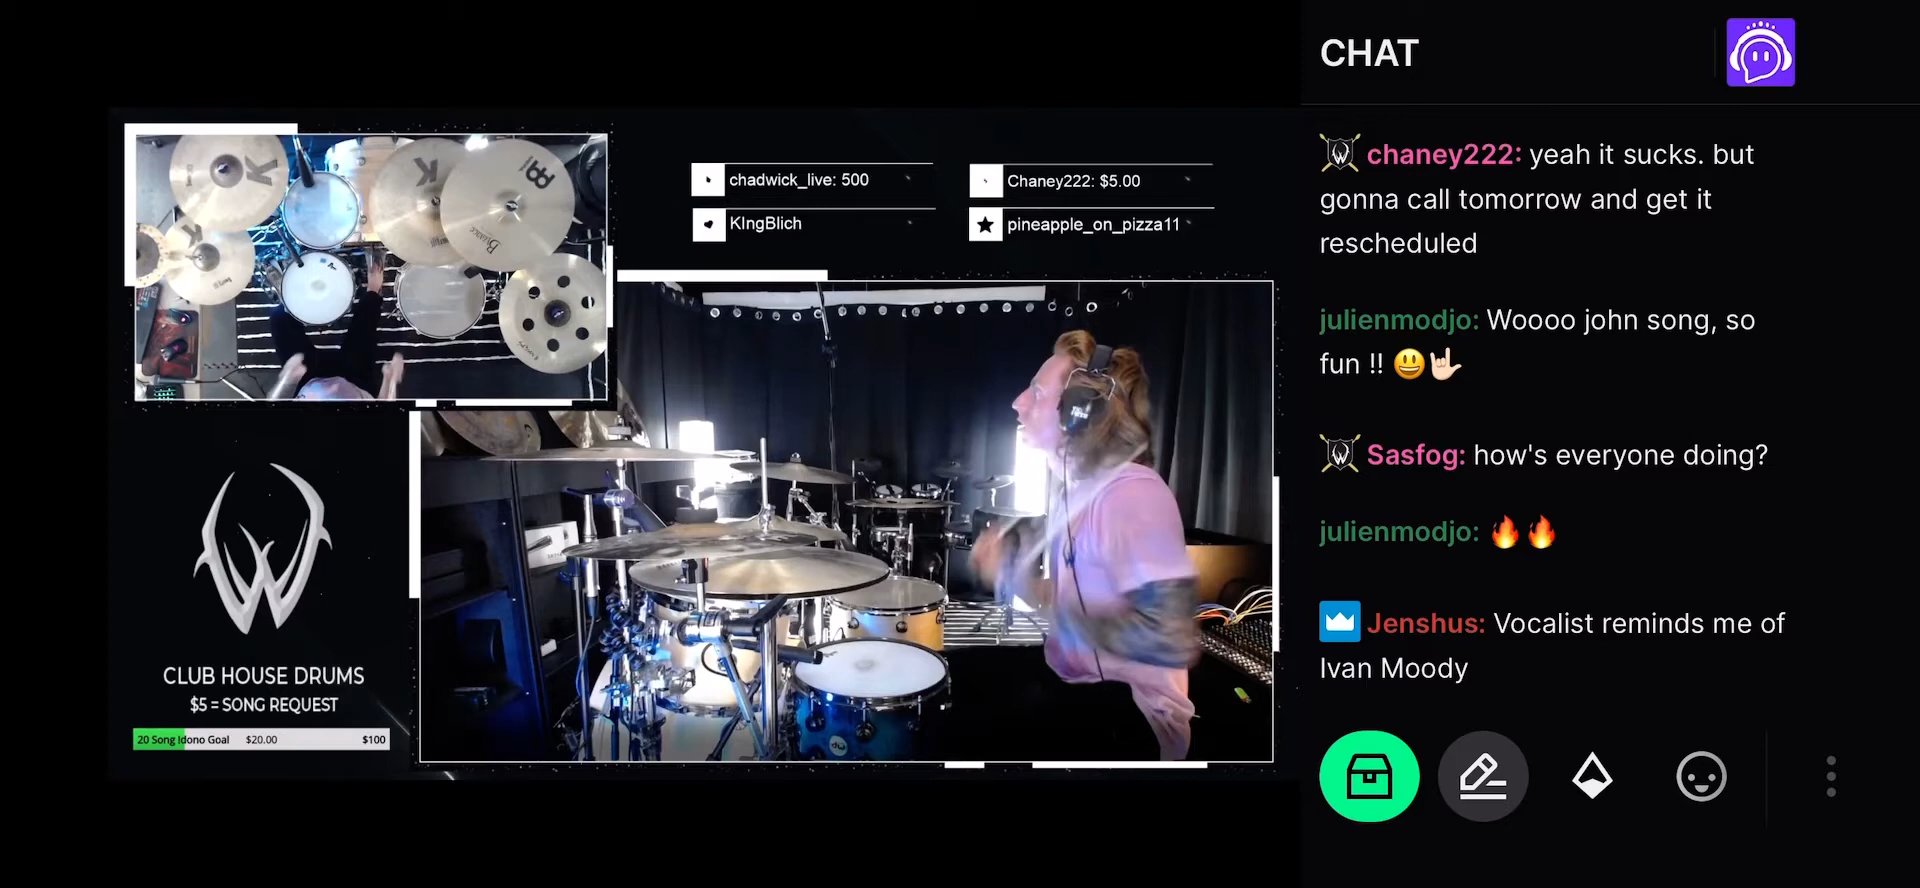 CHAT
chadwick_live: 500
Chaney222: $5.00
KIngBlich
pineapple_on_pizza11
K
K
CLUB HOUSE DRUMS
$5 = SONG REQUEST
20 Song Idono Goal $20.00 $100
dw
chaney222: yeah it sucks. but
gonna call tomorrow and get it
rescheduled
julienmodjo: Woooo john song, so
fun !! 😃🤟🏻
Sasfog: how's everyone doing?
julienmodjo: 🔥🔥
Jenshus: Vocalist reminds me of
Ivan Moody